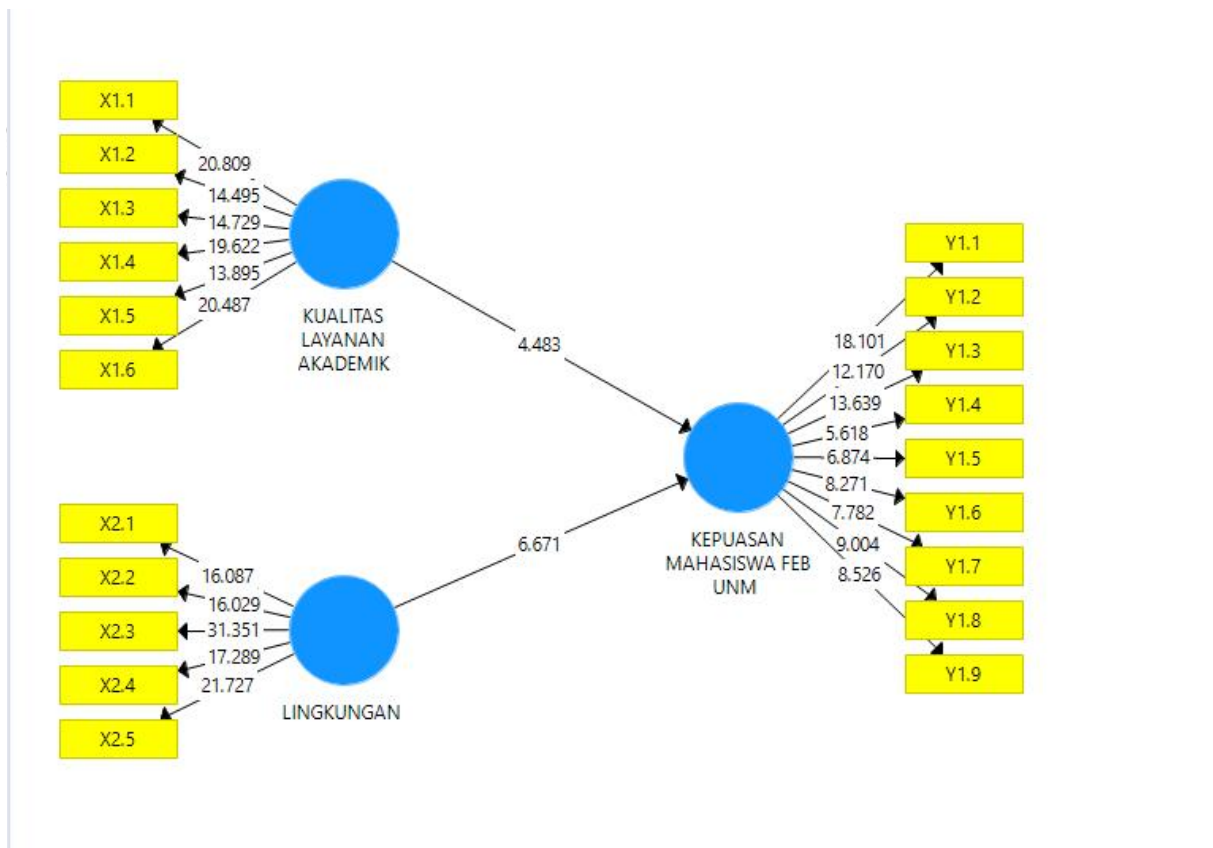 X1.1
X1.2
X1.3
X1.4
X1.5
X1.6
20.809
14.495
14.729
19.622
13.895
20.487
KUALITAS
LAYANAN
AKADEMIK
4.483
X2.1
X2.2
X2.3
X2.4
X2.5
16.087
16.029
31.351
17.289
21.727
LINGKUNGAN
6.671
KEPUASAN
MAHASISWA FEB
UNM
18.101
12.170
13.639
5.618
6.874
8.271
7.782
9.004
8.526
Y1.1
Y1.2
Y1.3
Y1.4
Y1.5
Y1.6
Y1.7
Y1.8
Y1.9